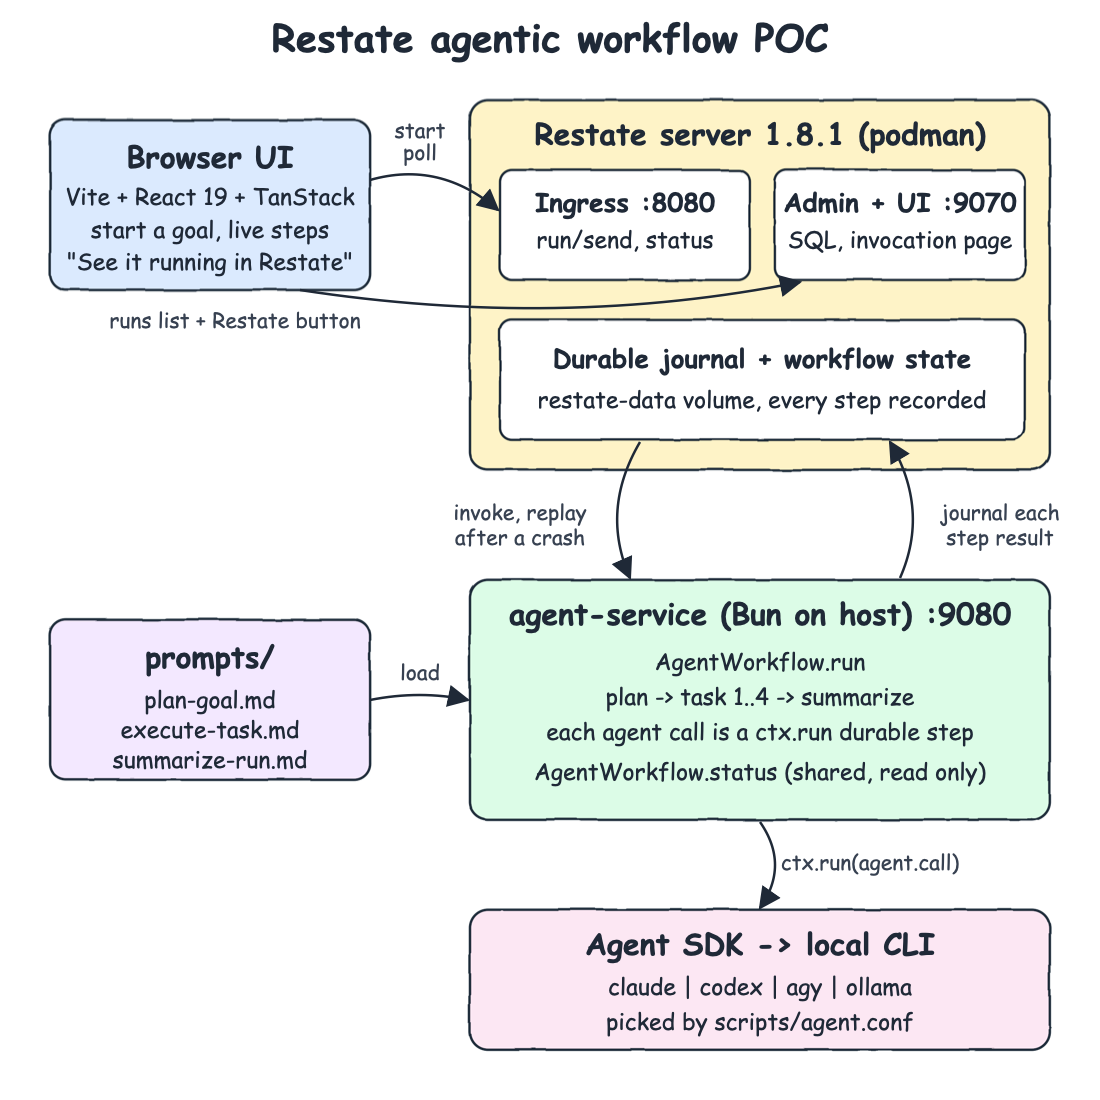 Restate agentic workflow POC
Browser UI
Vite + React 19 + TanStack
start a goal, live steps
"See it running in Restate"
start
poll
runs list + Restate button
Restate server 1.8.1 (podman)
Ingress :8080
run/send, status
Admin + UI :9070
SQL, invocation page
Durable journal + workflow state
restate-data volume, every step recorded
invoke, replay
after a crash
journal each
step result
prompts/
plan-goal.md
execute-task.md
summarize-run.md
load
agent-service (Bun on host) :9080
AgentWorkflow.run
plan -> task 1..4 -> summarize
each agent call is a ctx.run durable step
AgentWorkflow.status (shared, read only)
ctx.run(agent.call)
Agent SDK -> local CLI
claude | codex | agy | ollama
picked by scripts/agent.conf